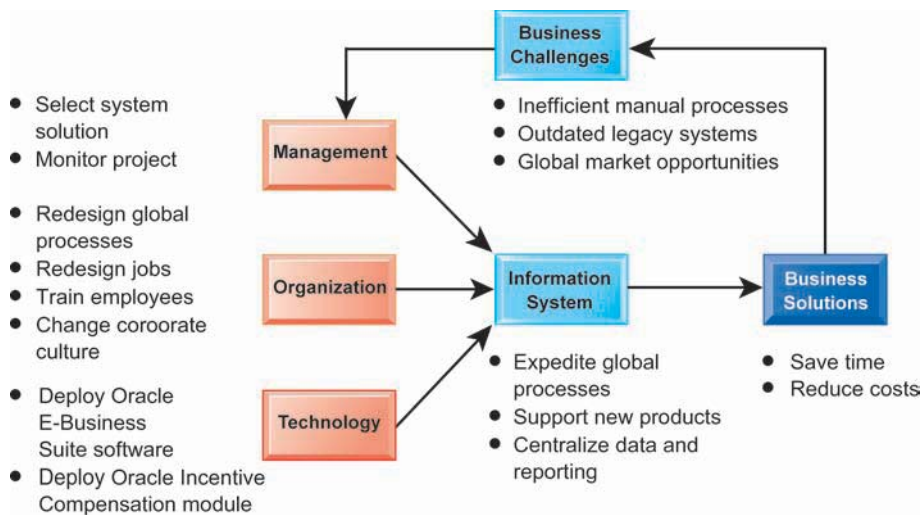 Business
Challenges
• Inefficient manual processes
• Outdated legacy systems
• Global market opportunities
• Select system
solution
• Monitor project
Management
• Redesign global
processes
• Redesign jobs
• Train employees
• Change coroorate
culture
Organization
Information
System
Business
Solutions
• Expedite global
processes
• Support new products
• Centralize data and
reporting
• Save time
• Reduce costs
• Deploy Oracle
E-Business
Suite software
• Deploy Oracle Incentive
Compensation module
Technology